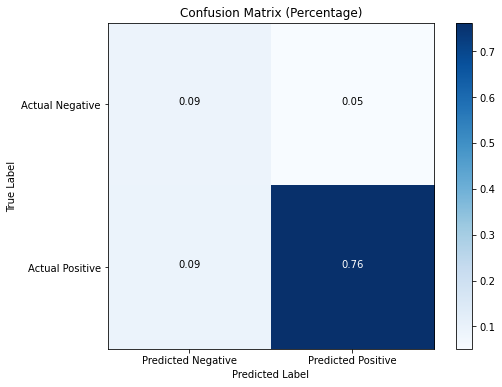 Confusion Matrix (Percentage)
Actual Negative
0.09
0.05
Actual Positive
0.09
0.76
Predicted Negative
Predicted Positive
Predicted Label
True Label
0.7
0.6
0.5
0.4
0.3
0.2
0.1